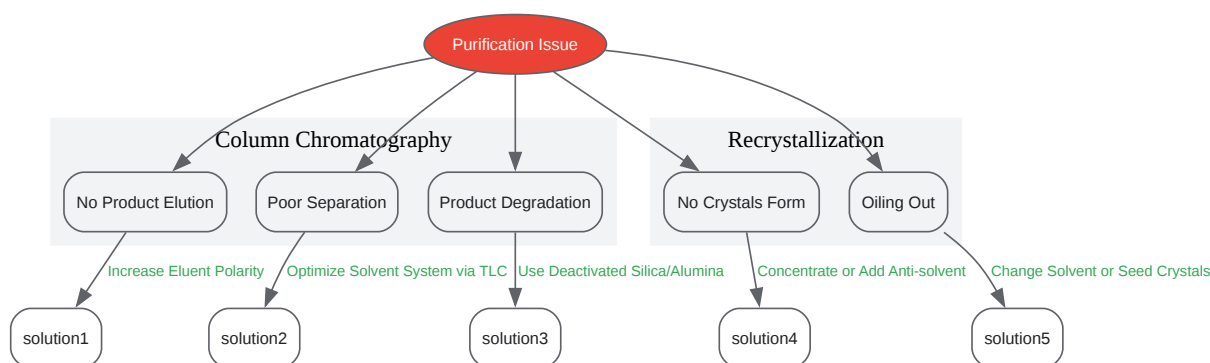 Purification Issue
Column Chromatography
Recrystallization
No Product Elution
Poor Separation
Product Degradation
No Crystals Form
Oiling Out
Increase Eluent Polarity
Optimize Solvent System via TLC
Use Deactivated Silica/Alumina
Concentrate or Add Anti-solvent
Change Solvent or Seed Crystals
solution1
solution2
solution3
solution4
solution5